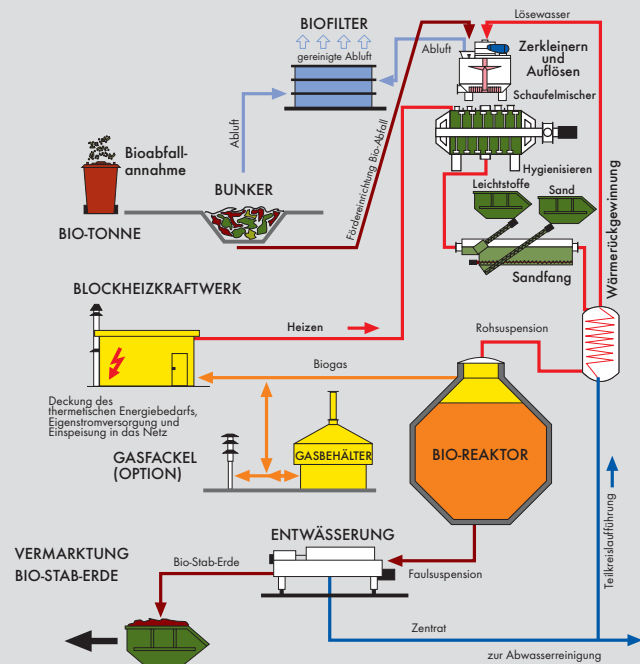 BIOFILTER
gereinigte Abluft
Abluft
Lösewasser
Zerkleinern
und
Auflösen
Schaufelmischer
Abluft
Fördereinrichtung Bio-Abfall
Bioabfall-
annahme
BUNKER
BIO-TONNE
Hygienisieren
Leichtstoffe
Sand
Sandfang
Wärmerückgewinnung
BLOCKHEIZKRAFTWERK
Heizen
Rohsuspension
Biogas
Deckung des
thermetischen Energiebedarfs,
Eigenstromversorgung und
Einspeisung in das Netz
GASFACKEL
(OPTION)
GASBEHÄLTER
BIO-REAKTOR
Teilkreislaufführung
ENTWÄSSERUNG
VERMARKTUNG
BIO-STAB-ERDE
Bio-Stab-Erde
Faulsuspension
Zentrat
zur Abwasserreinigung